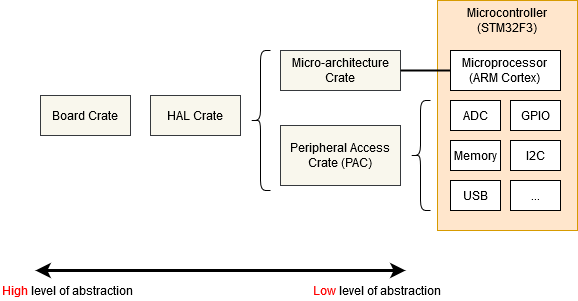 Microcontroller
(STM32F3)
Micro-architecture
Crate
Microprocessor
(ARM Cortex)
Board Crate
HAL Crate
Peripheral Access
Crate (PAC)
ADC
GPIO
Memory
I2C
USB
...
High level of abstraction
Low level of abstraction